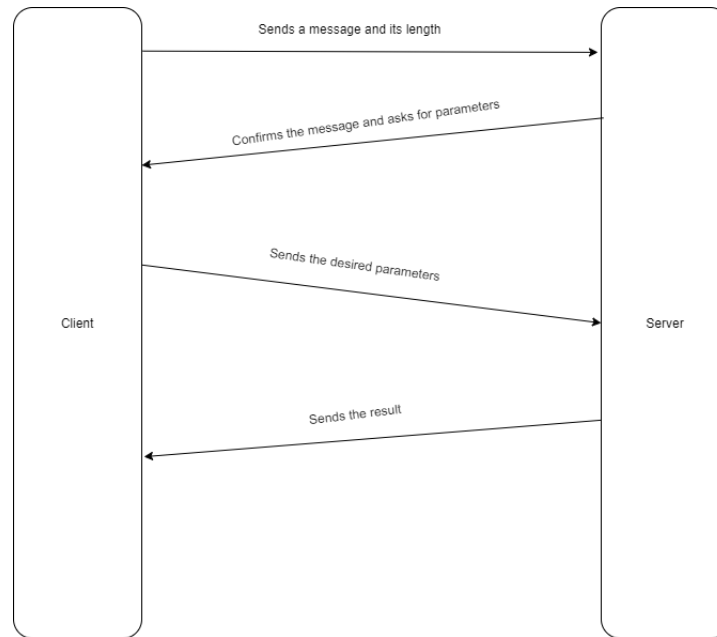 Sends a message and its length
Confirms the message and asks for parameters
Sends the desired parameters
Client
Server
Sends the result